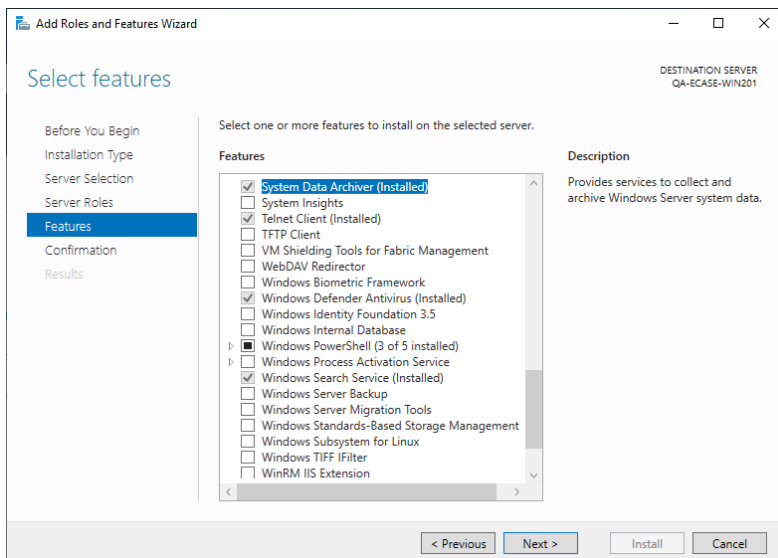 Add Roles and Features Wizard
Select features
DESTINATION SERVER
QA-ECASE-WIN201
Before You Begin
Installation Type
Server Selection
Server Roles
Features
Confirmation
Results
Select one or more features to install on the selected server.
Features
System Data Archiver (Installed)
System Insights
Telnet Client (Installed)
TFTP Client
VM Shielding Tools for Fabric Management
WebDAV Redirector
Windows Biometric Framework
Windows Defender Antivirus (Installed)
Windows Identity Foundation 3.5
Windows Internal Database
Windows PowerShell (3 of 5 installed)
Windows Process Activation Service
Windows Search Service (Installed)
Windows Server Backup
Windows Server Migration Tools
Windows Standards-Based Storage Management
Windows Subsystem for Linux
Windows TIFF IFilter
WinRM IIS Extension
Description
Provides services to collect and
archive Windows Server system data.
< Previous
Next >
Install
Cancel